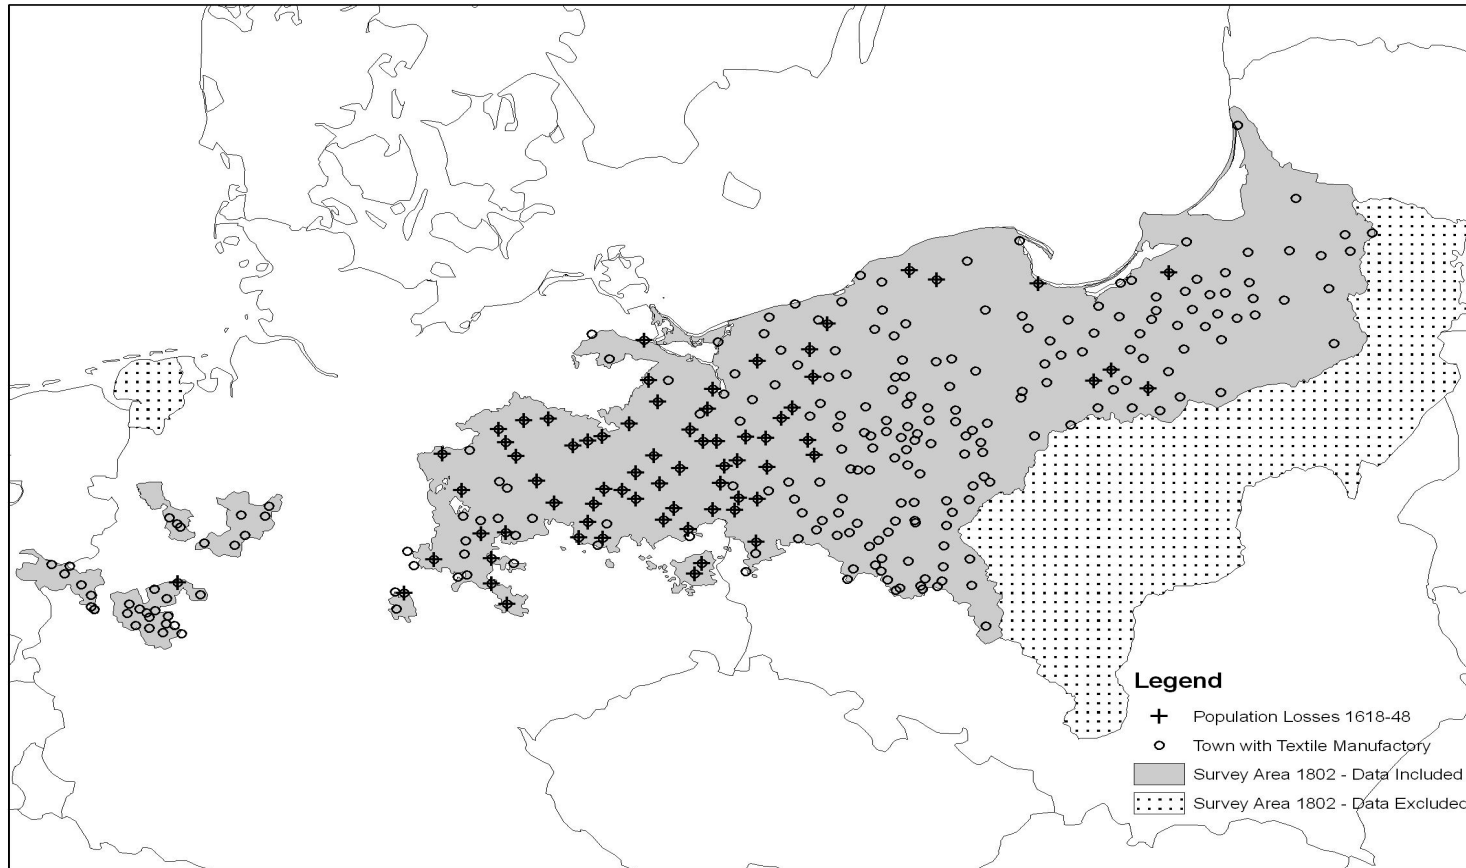 Legend
Population Losses 1618-48
Town with Textile Manufactory
Survey Area 1802 - Data Included
Survey Area 1802 - Data Excluded